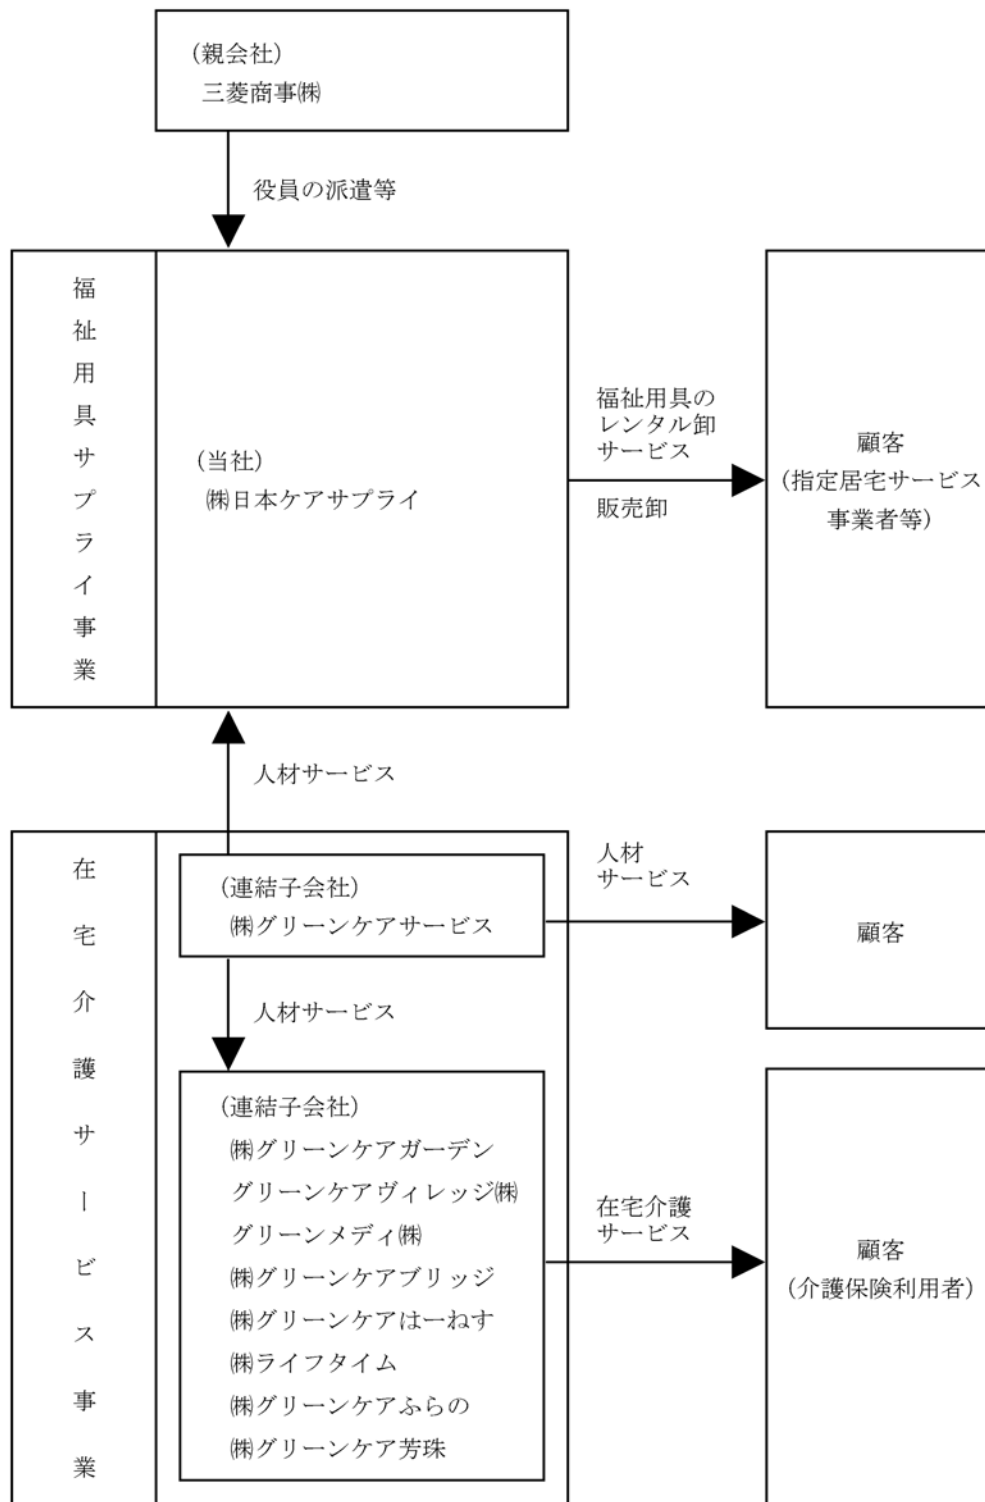 (親会社)
三菱商事㈱
役員の派遣等
福祉用具サプライ事業
(当社)
㈱日本ケアサプライ
福祉用具の
レンタル卸
サービス
販売卸
顧客
(指定居宅サービス
事業者等)
人材サービス
在宅介護サービス事業
(連結子会社)
㈱グリーンケアサービス
人材
サービス
顧客
人材サービス
(連結子会社)
㈱グリーンケアガーデン
グリーンケアヴィレッジ㈱
グリーンメディ㈱
㈱グリーンケアブリッジ
㈱グリーンケアはーねす
㈱ライフタイム
㈱グリーンケアふらの
㈱グリーンケア芳珠
在宅介護
サービス
顧客
(介護保険利用者)